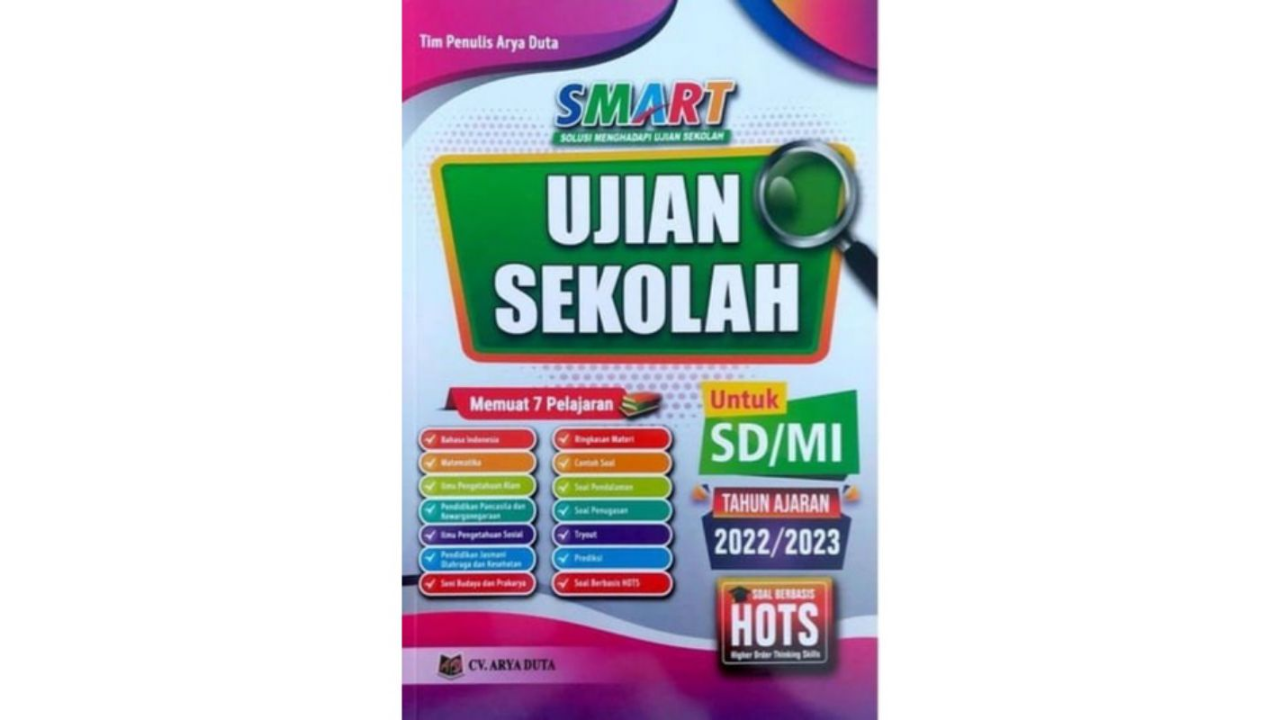 Tim Penulis Arya Duta
SMART
SOLUSI MENGHADAPI UJIAN SEKOLAH
UJIAN
SEKOLAH
Memuat 7 Pelajaran
Bahasa Indonesia
Matematika
Ilmu Pengetahuan Alam
Pendidikan Pancasila dan
Kewarganegaraan
Ilmu Pengetahuan Sosial
Pendidikan Jasmani
Olahraga dan Kesehatan
Seni Budaya dan Prakarya
Ringkasan Materi
Contoh Soal
Soal Pendalaman
Soal Penugasan
Tryout
Prediksi
Soal Berbasis HOTS
Untuk
SD/MI
TAHUN AJARAN
2022/2023
SOAL BERBASIS
HOTS
Higher Order Thinking Skills
CV. ARYA DUTA